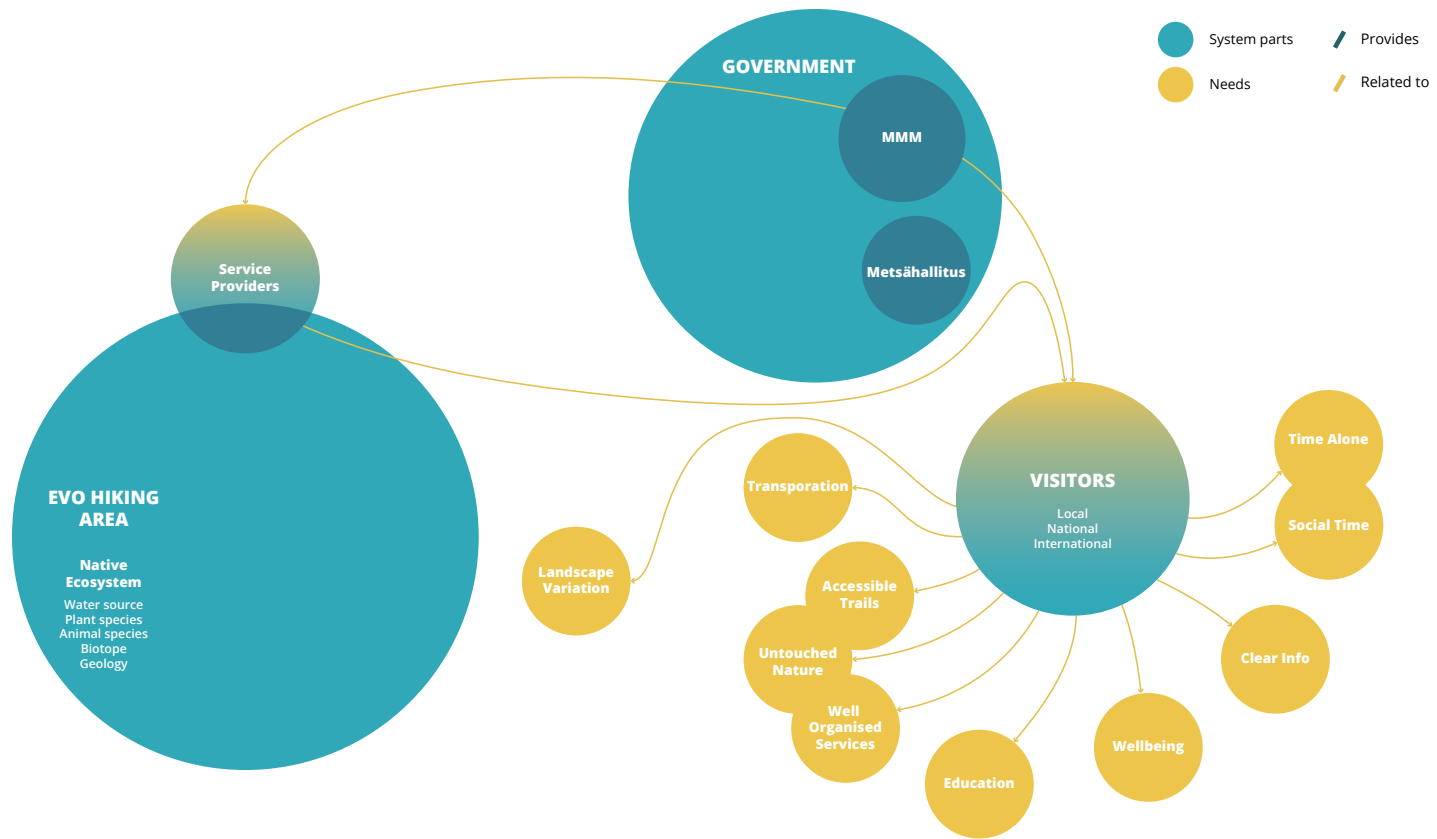 GOVERNMENT
MMM
Metsähallitus
System parts
Needs
Provides
Related to
Service
Providers
EVO HIKING
AREA
Native
Ecosystem
Water source
Plant species
Animal species
Biotope
Geology
VISITORS
Local
National
International
Landscape
Variation
Transporation
Accessible
Trails
Untouched
Nature
Well
Organised
Services
Education
Wellbeing
Clear Info
Social Time
Time Alone